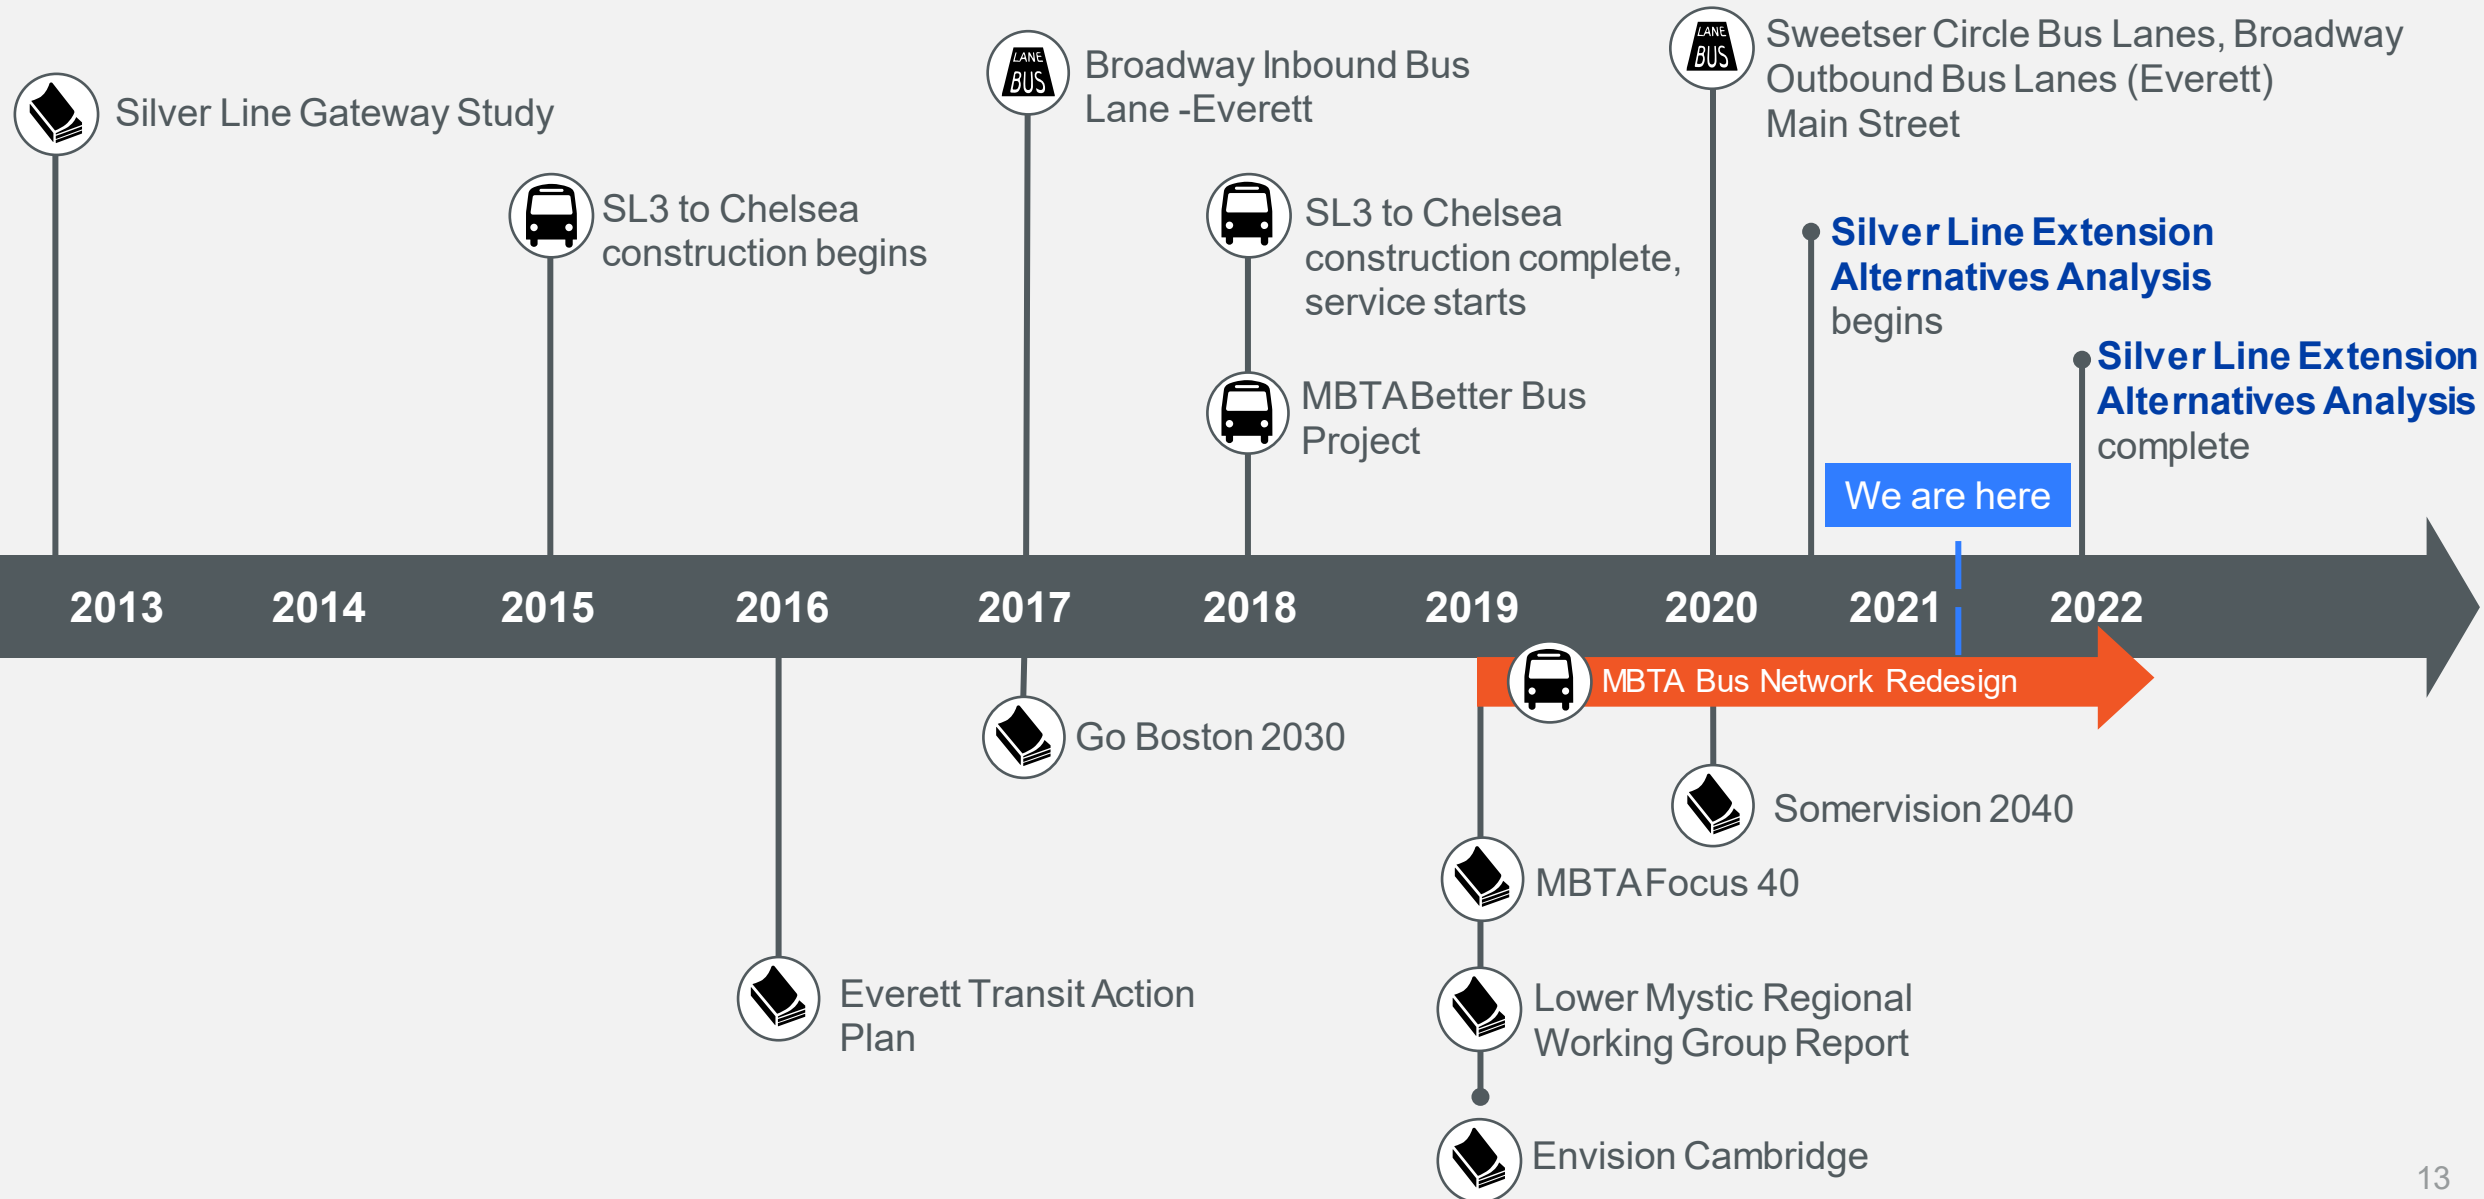 Silver Line Gateway Study
SL3 to Chelsea
construction begins
LANE
BUS
Broadway Inbound Bus
Lane -Everett
SL3 to Chelsea
construction complete,
service starts
MBTA Better Bus
Project
LANE
BUS
Sweetser Circle Bus Lanes, Broadway
Outbound Bus Lanes (Everett)
Main Street
Silver Line Extension
Alternatives Analysis
begins
Silver Line Extension
Alternatives Analysis
complete
We are here
2013 2014 2015 2016 2017 2018 2019 2020 2021 2022
MBTA Bus Network Redesign
Go Boston 2030
Somervision 2040
MBTA Focus 40
Everett Transit Action
Plan
Lower Mystic Regional
Working Group Report
Envision Cambridge
13